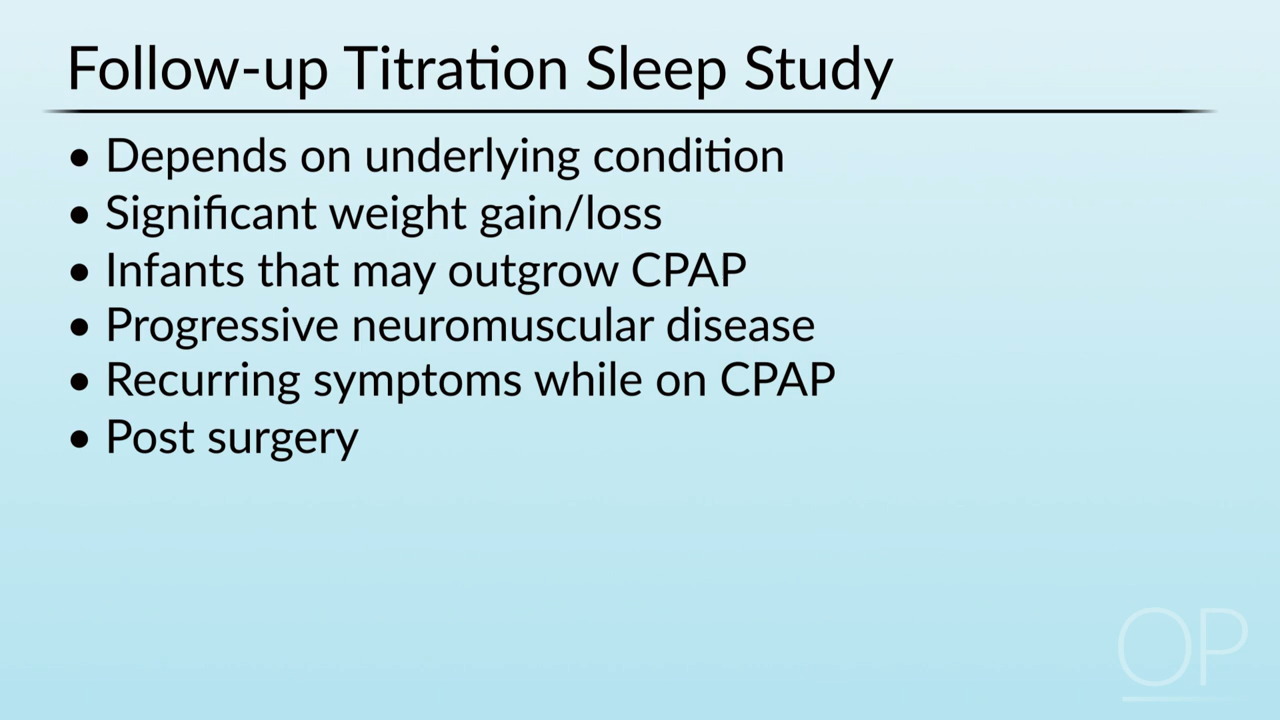 Follow-up Titration Sleep Study
• Depends on underlying condition
• Significant weight gain/loss
• Infants that may outgrow CPAP
• Progressive neuromuscular disease
• Recurring symptoms while on CPAP
• Post surgery
OP